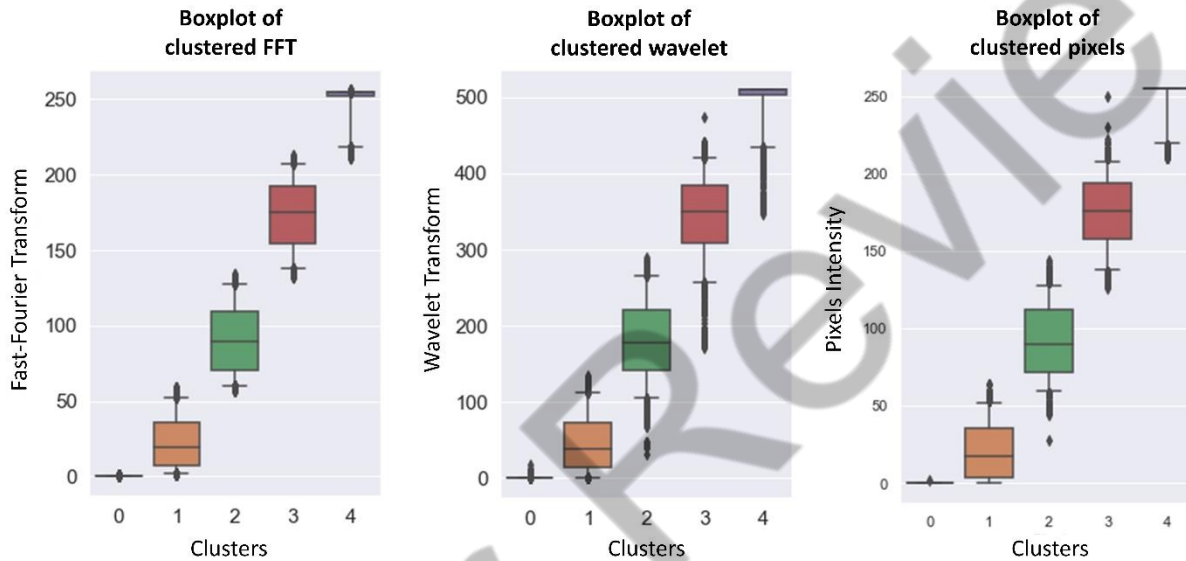 Boxplot of
clustered FFT
Fast-Fourier Transform
250
200
150
100
50
0
0 1 2 3 4
Clusters
Boxplot of
clustered wavelet
Wavelet Transform
500
400
300
200
100
0
0 1 2 3 4
Clusters
Boxplot of
clustered pixels
Pixels Intensity
250
200
150
100
50
0
0 1 2 3 4
Clusters
r Revie